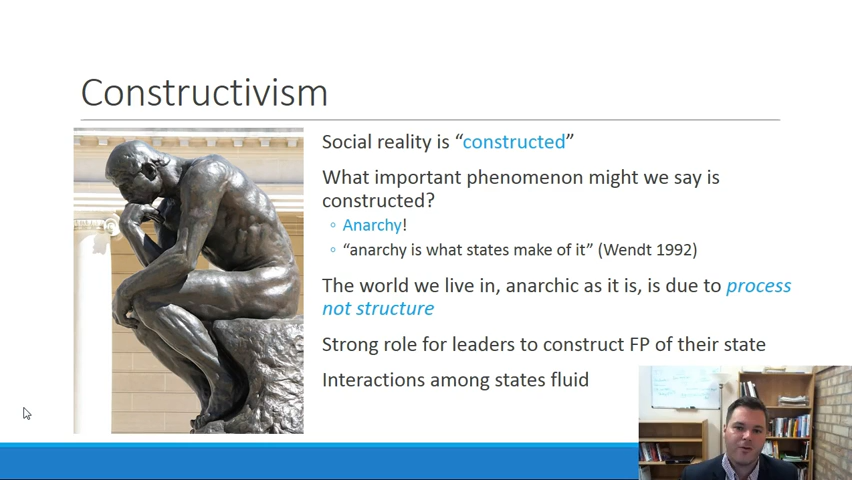 Constructivism
Social reality is “constructed”
What important phenomenon might we say is
constructed?
Anarchy!
“anarchy is what states make of it” (Wendt 1992)
The world we live in, anarchic as it is, is due to process
not structure
Strong role for leaders to construct FP of their state
Interactions among states fluid